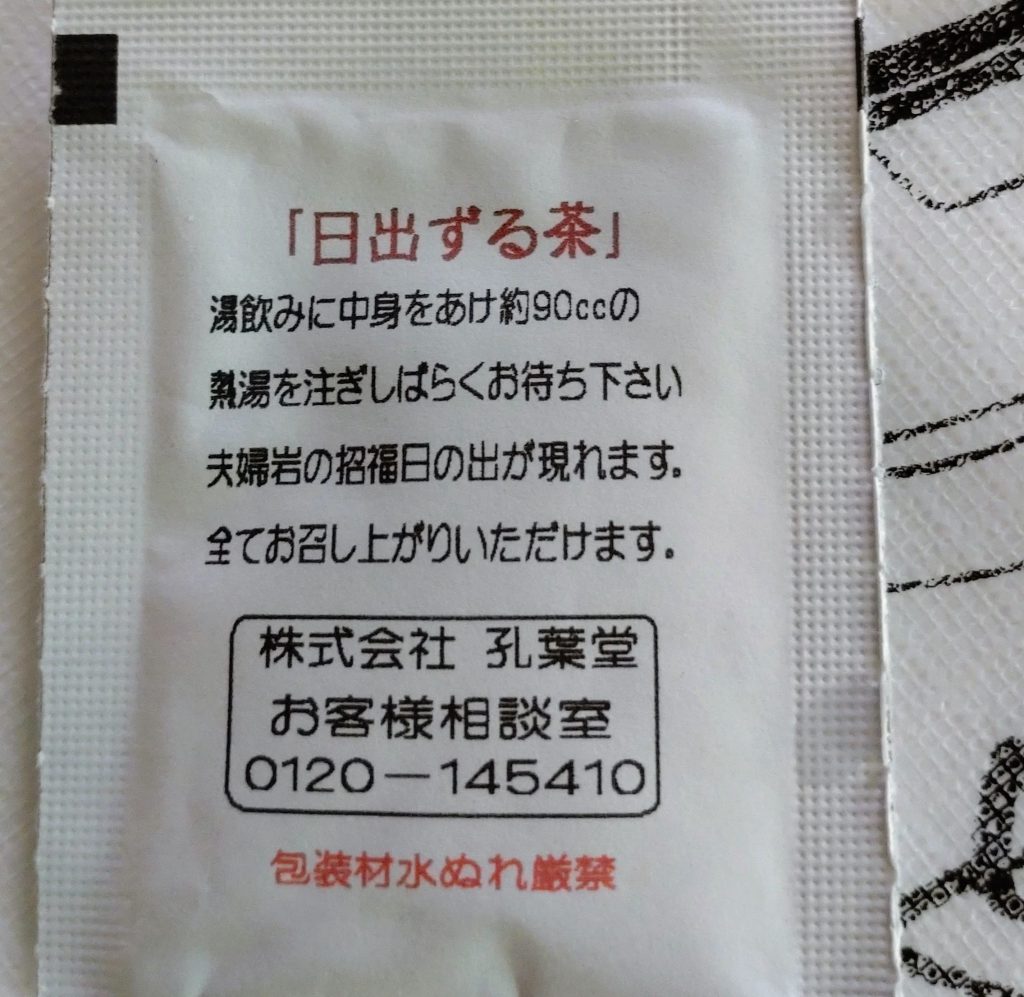 「日出ずる茶」
湯飲みに中身をあけ約90ccの
熱湯を注ぎしばらくお待ち下さい
夫婦岩の招福日の出が現れます。
全てお召し上がりいただけます。
株式会社 孔葉堂
お客様相談室
0120-145410
包装材水ぬれ厳禁